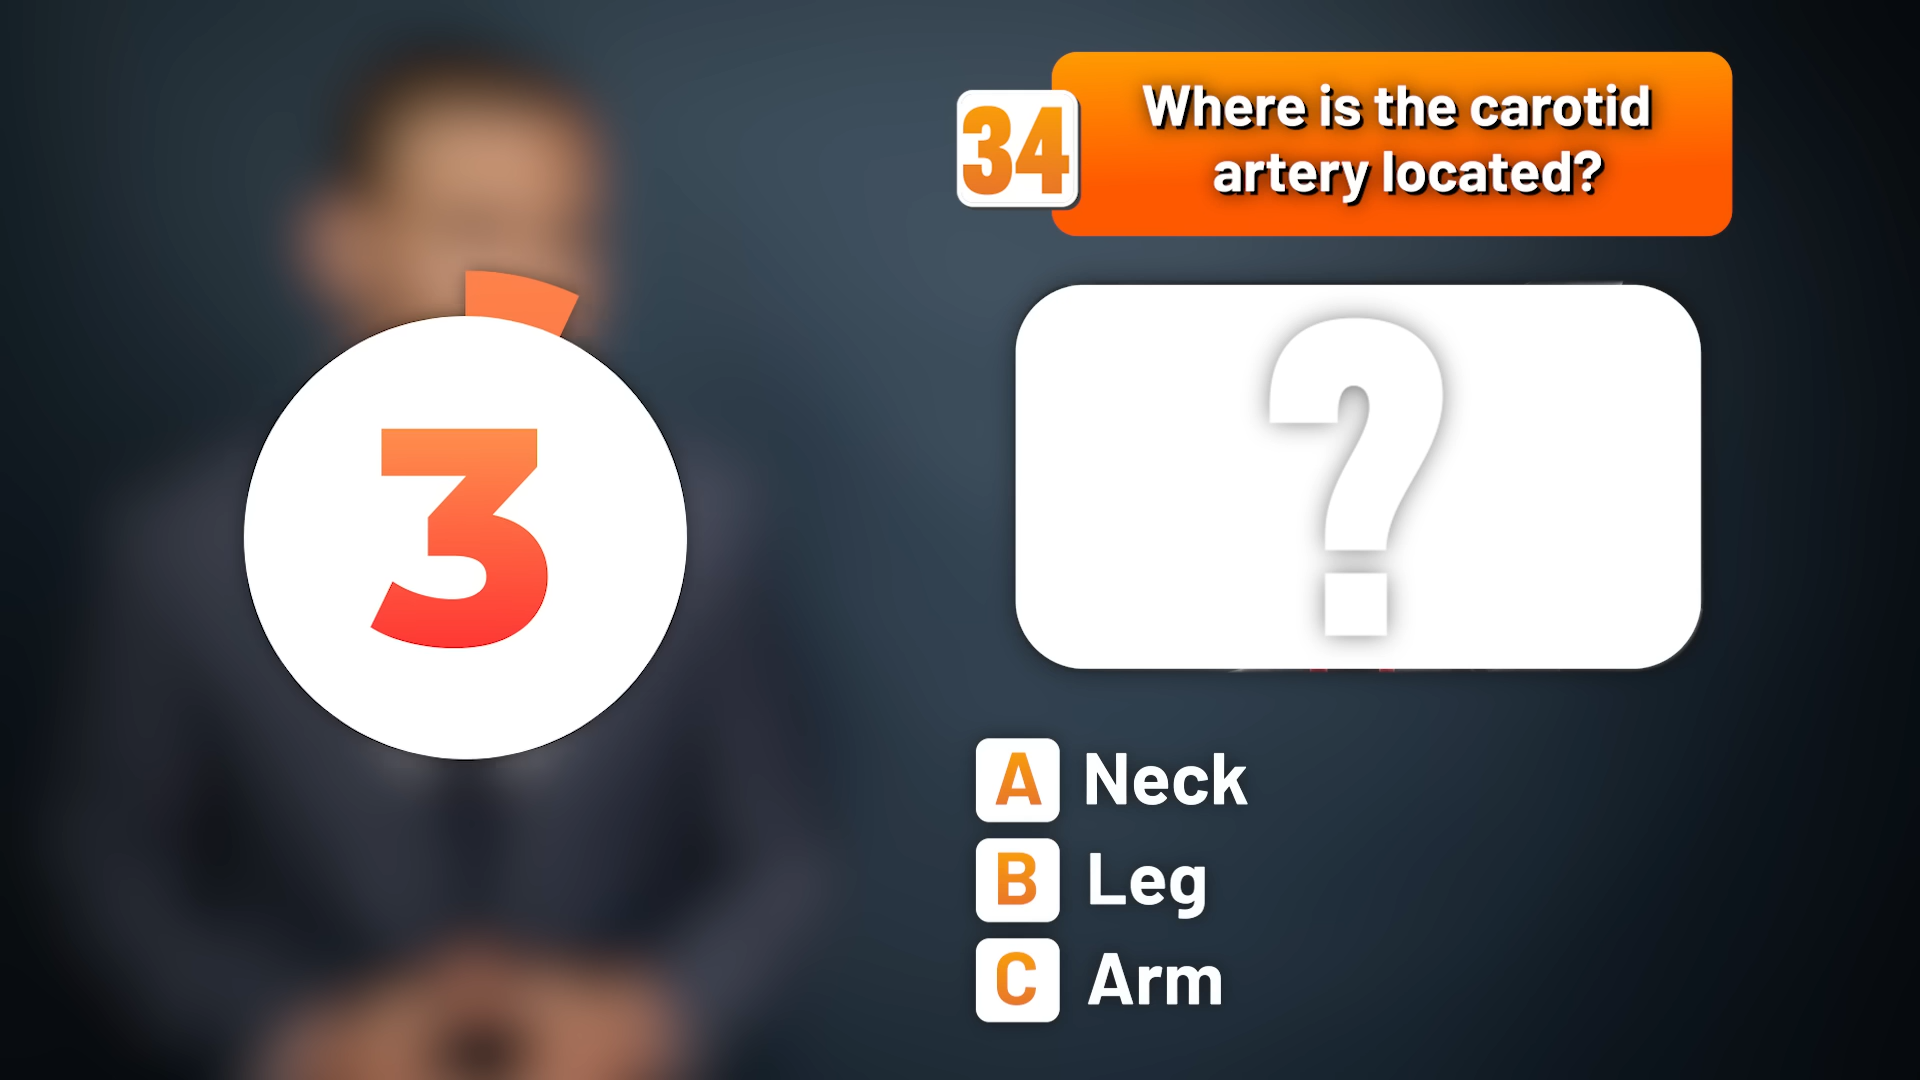 34
Where is the carotid
artery located?
3
?
A Neck
B Leg
C Arm